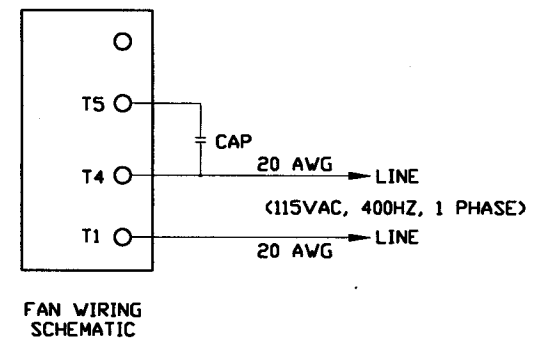 T5
CAP
20 AWG
T4
LINE
(115VAC, 400HZ, 1 PHASE)
T1
LINE
20 AWG
FAN WIRING
SCHEMATIC